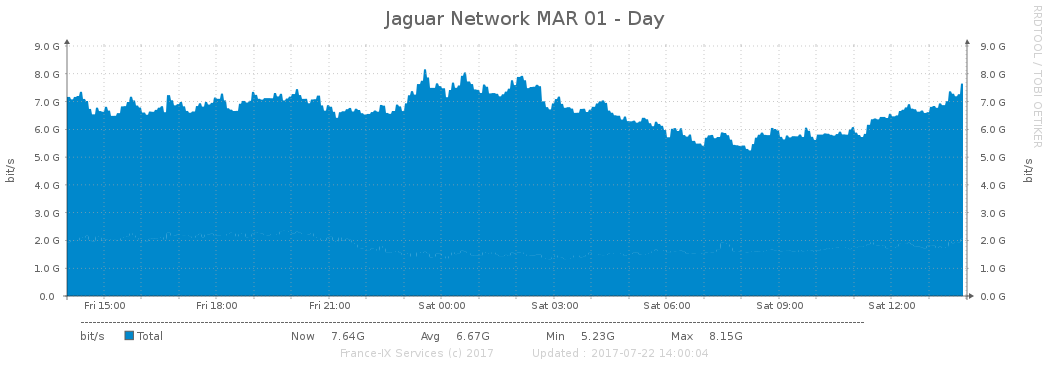 Jaguar Network MAR 01 - Day
RRDTOOL / TOBI OETIKER
bit/s
bit/s
9.0 G 9.0 G
8.0 G 8.0 G
7.0 G 7.0 G
6.0 G 6.0 G
5.0 G 5.0 G
4.0 G 4.0 G
3.0 G 3.0 G
2.0 G 2.0 G
1.0 G 1.0 G
0.0 0.0 G
Fri 15:00 Fri 18:00 Fri 21:00 Sat 00:00 Sat 03:00 Sat 06:00 Sat 09:00 Sat 12:00
bit/s Total Now 7.64G Avg 6.67G Min 5.23G Max 8.15G
France-IX Services (c) 2017 Updated : 2017-07-22 14:00:04